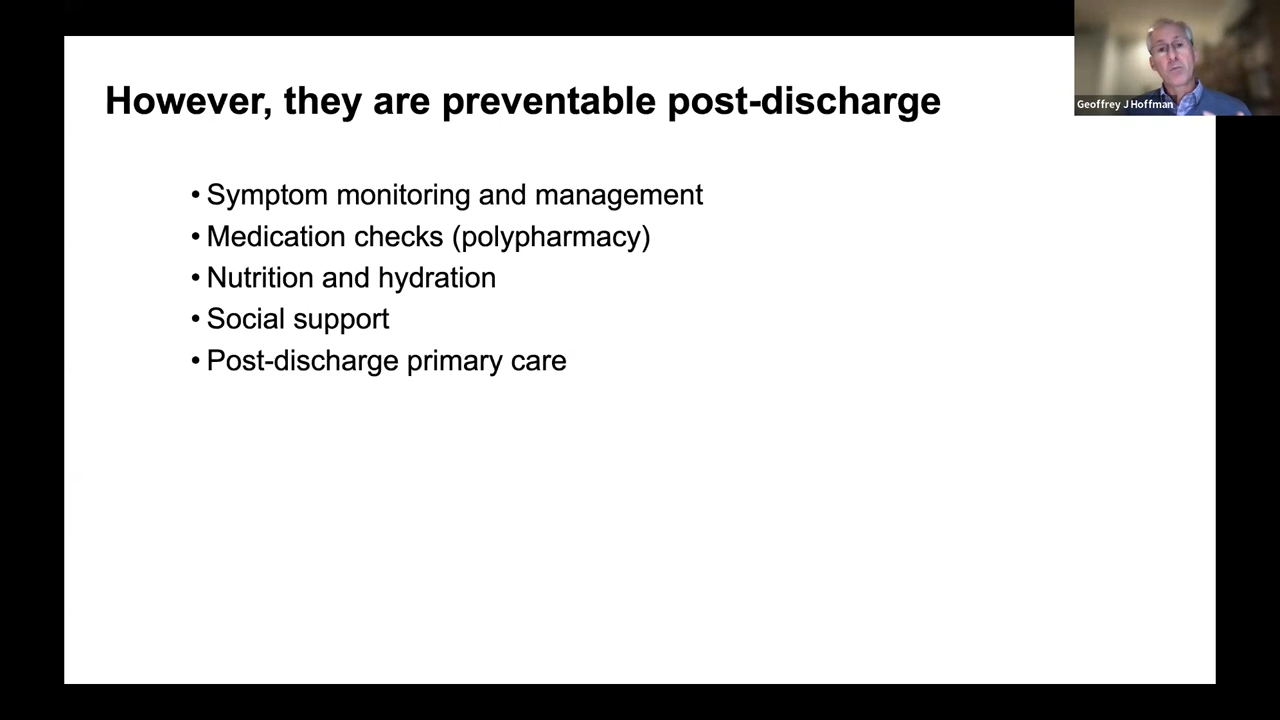 However, they are preventable post-discharge
Geoffrey J Hoffman
• Symptom monitoring and management
• Medication checks (polypharmacy)
• Nutrition and hydration
• Social support
• Post-discharge primary care